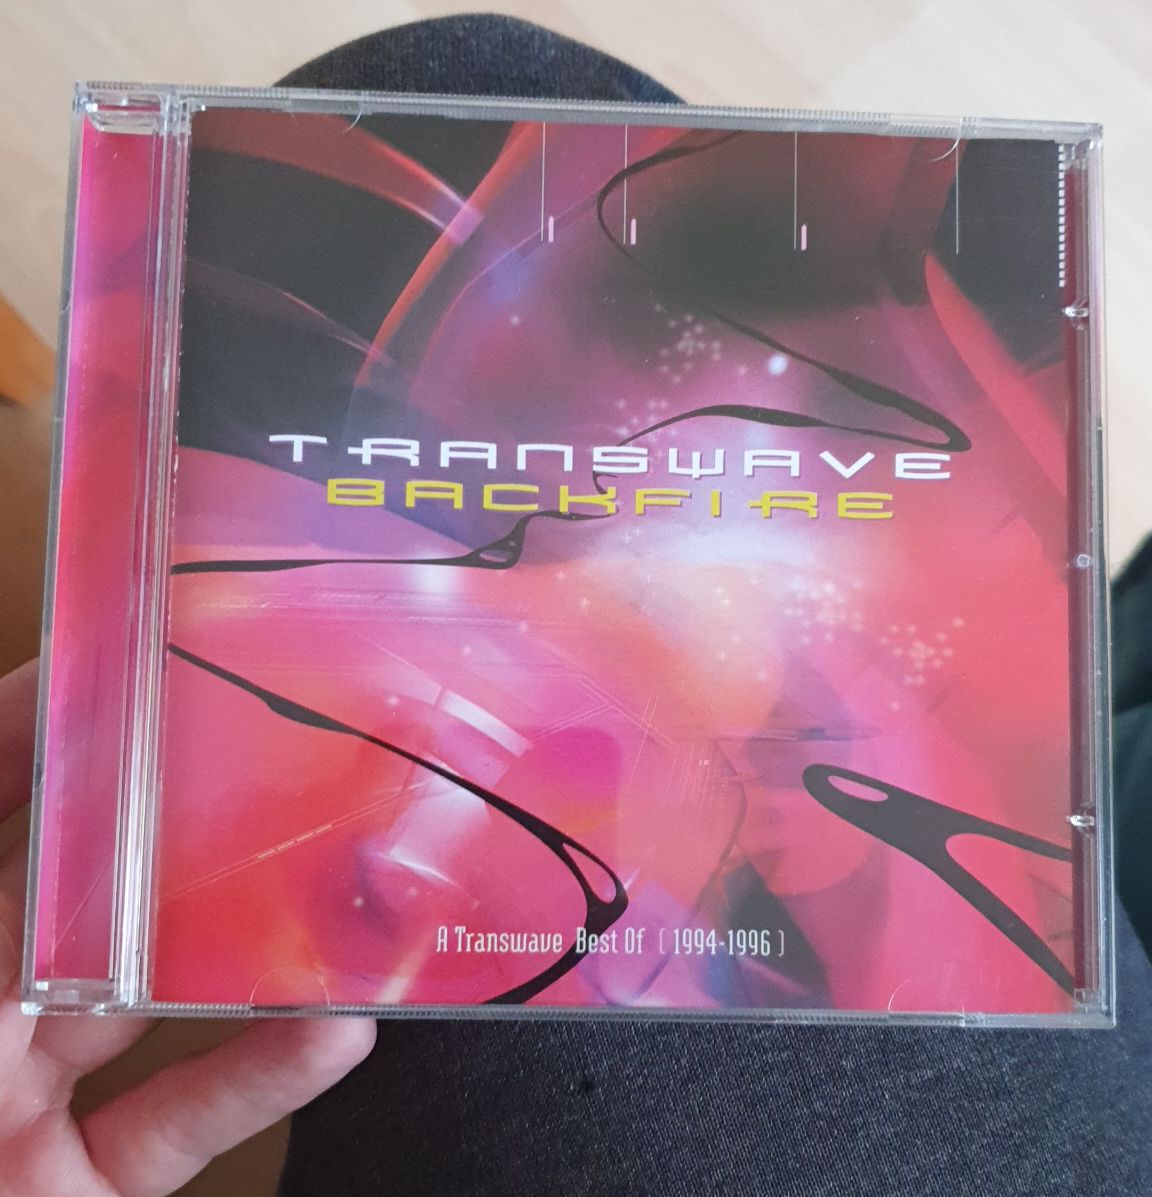 TRANSWAVE
BACKFIRE
A Transwave Best Of [1994-1996]